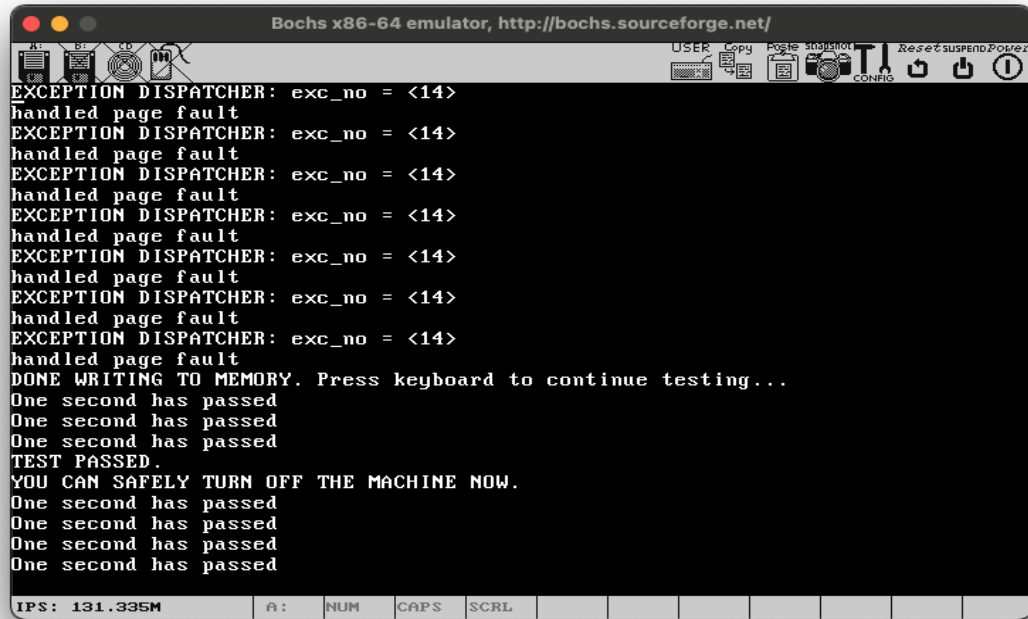 Bochs x86-64 emulator, http://bochs.sourceforge.net/
A: B: CD USER Copy Paste snapshot CONFIG Reset SUSPEND Power
EXCEPTION DISPATCHER: exc_no = <14>
handled page fault
EXCEPTION DISPATCHER: exc_no = <14>
handled page fault
EXCEPTION DISPATCHER: exc_no = <14>
handled page fault
EXCEPTION DISPATCHER: exc_no = <14>
handled page fault
EXCEPTION DISPATCHER: exc_no = <14>
handled page fault
EXCEPTION DISPATCHER: exc_no = <14>
handled page fault
EXCEPTION DISPATCHER: exc_no = <14>
handled page fault
DONE WRITING TO MEMORY. Press keyboard to continue testing...
One second has passed
One second has passed
One second has passed
TEST PASSED.
YOU CAN SAFELY TURN OFF THE MACHINE NOW.
One second has passed
One second has passed
One second has passed
One second has passed
IPS: 131.335M A: NUM CAPS SCRL